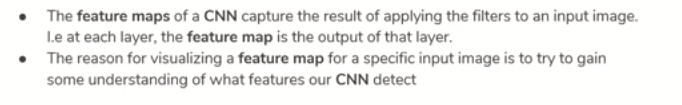 ● The feature maps of a CNN capture the result of applying the filters to an input image.
I.e at each layer, the feature map is the output of that layer.
● The reason for visualizing a feature map for a specific input image is to try to gain
some understanding of what features our CNN detect